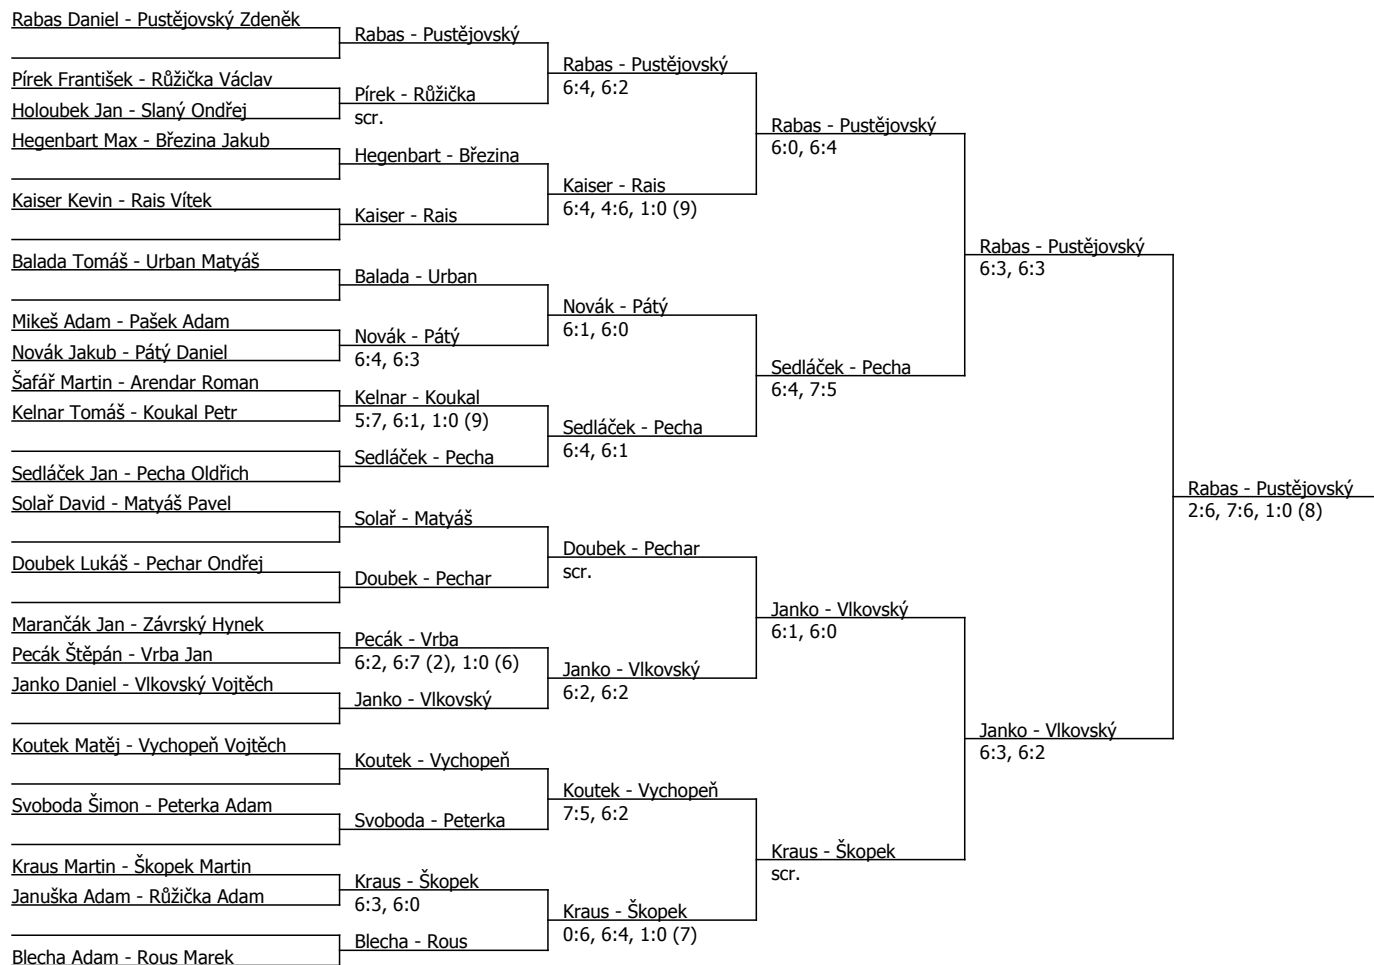 Rabas Daniel - Pustějovský Zdeněk
Pírek František - Růžička Václav
Holoubek Jan - Slaný Ondřej
Hegenbart Max - Březina Jakub
Kaiser Kevin - Rais Vítek
Balada Tomáš - Urban Matyáš
Mikeš Adam - Pašek Adam
Novák Jakub - Pátý Daniel
Šafář Martin - Arendar Roman
Kelnar Tomáš - Koukal Petr
Sedláček Jan - Pecha Oldřich
Solař David - Matyáš Pavel
Doubek Lukáš - Pechar Ondřej
Marančák Jan - Závrský Hynek
Pecák Štěpán - Vrba Jan
Janko Daniel - Vlkovský Vojtěch
Koutek Matěj - Vychopeň Vojtěch
Svoboda Šimon - Peterka Adam
Kraus Martin - Škopek Martin
Januška Adam - Růžička Adam
Blecha Adam - Rous Marek
Rabas - Pustějovský
Pírek - Růžička
scr.
Hegenbart - Březina
Kaiser - Rais
Balada - Urban
Novák - Pátý
6:4, 6:3
Kelnar - Koukal
5:7, 6:1, 1:0 (9)
Sedláček - Pecha
Solař - Matyáš
Doubek - Pechar
Pecák - Vrba
6:2, 6:7 (2), 1:0 (6)
Janko - Vlkovský
Koutek - Vychopeň
Svoboda - Peterka
Kraus - Škopek
6:3, 6:0
Blecha - Rous
Rabas - Pustějovský
6:4, 6:2
Kaiser - Rais
6:4, 4:6, 1:0 (9)
Novák - Pátý
6:1, 6:0
Sedláček - Pecha
6:4, 6:1
Doubek - Pechar
scr.
Janko - Vlkovský
6:2, 6:2
Koutek - Vychopeň
7:5, 6:2
Kraus - Škopek
0:6, 6:4, 1:0 (7)
Rabas - Pustějovský
6:0, 6:4
Sedláček - Pecha
6:4, 7:5
Janko - Vlkovský
6:1, 6:0
Kraus - Škopek
scr.
Rabas - Pustějovský
6:3, 6:3
Janko - Vlkovský
6:3, 6:2
Rabas - Pustějovský
2:6, 7:6, 1:0 (8)